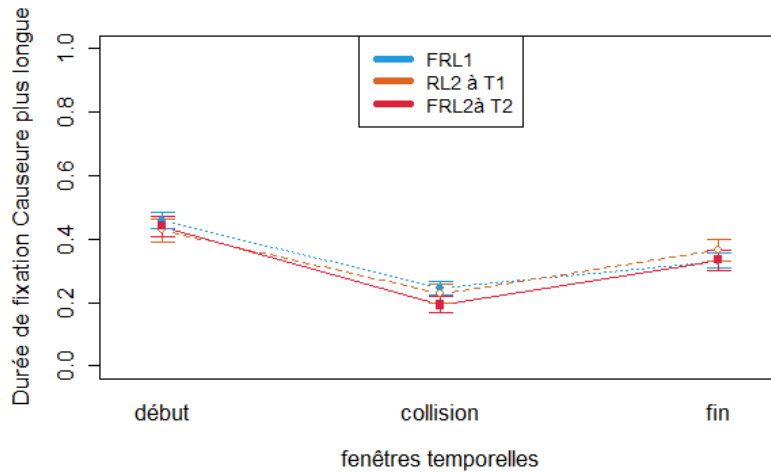 Durée de fixation Causeure plus longue
1.0
0.8
0.6
0.4
0.2
0.0
FRL1
RL2 à T1
FRL2à T2
début collision fin
fenêtres temporelles